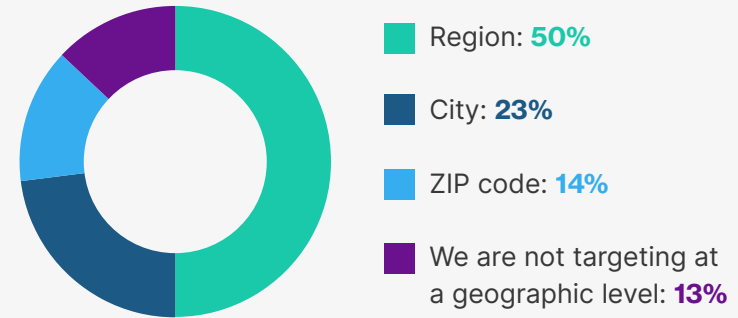 Region: 50%
City: 23%
ZIP code: 14%
We are not targeting at
a geographic level: 13%